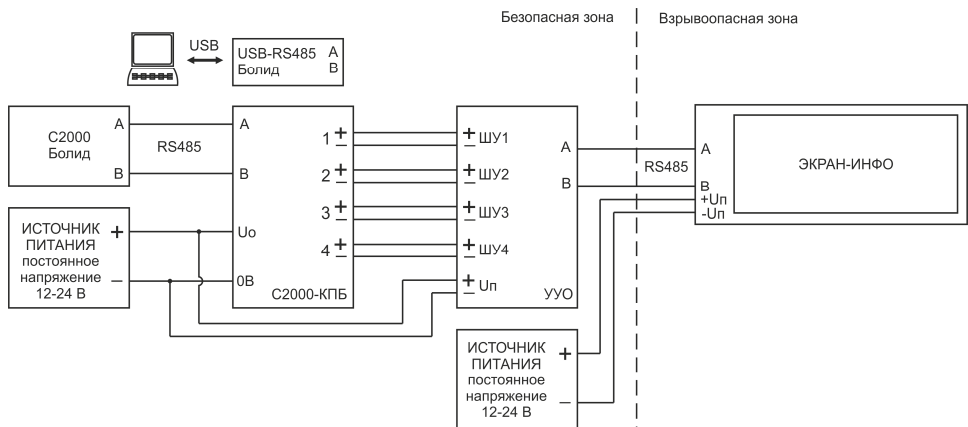 Безопасная зона
Взрывоопасная зона
USB
USB-RS485 A
Болид B
С2000
Болид
A
B
RS485
A
B
Uo
0В
С2000-КПБ
1 + −
2 + −
3 + −
4 + −
+ − ШУ1
+ − ШУ2
+ − ШУ3
+ − ШУ4
+ − Uп
УУО
A
B
RS485
A
B
+Uп
-Uп
ЭКРАН-ИНФО
ИСТОЧНИК
ПИТАНИЯ
постоянное
напряжение
12-24 В
+
−
ИСТОЧНИК
ПИТАНИЯ
постоянное
напряжение
12-24 В
+
−